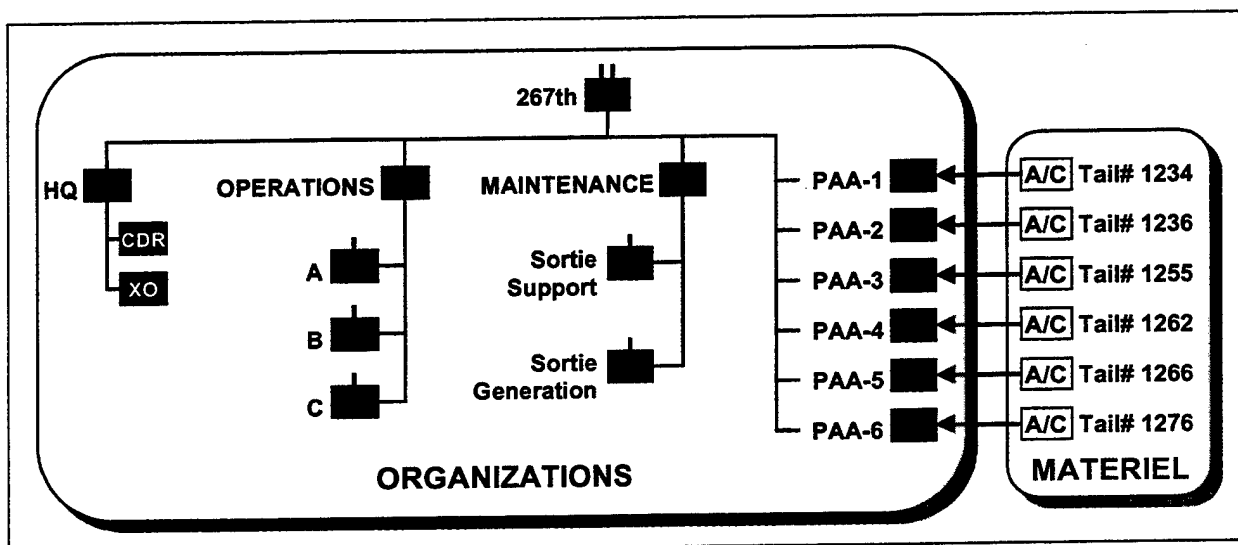 267th
HQ
OPERATIONS
MAINTENANCE
CDR
XO
A
B
C
Sortie
Support
Sortie
Generation
PAA-1
PAA-2
PAA-3
PAA-4
PAA-5
PAA-6
A/C Tail# 1234
A/C Tail# 1236
A/C Tail# 1255
A/C Tail# 1262
A/C Tail# 1266
A/C Tail# 1276
ORGANIZATIONS
MATERIEL